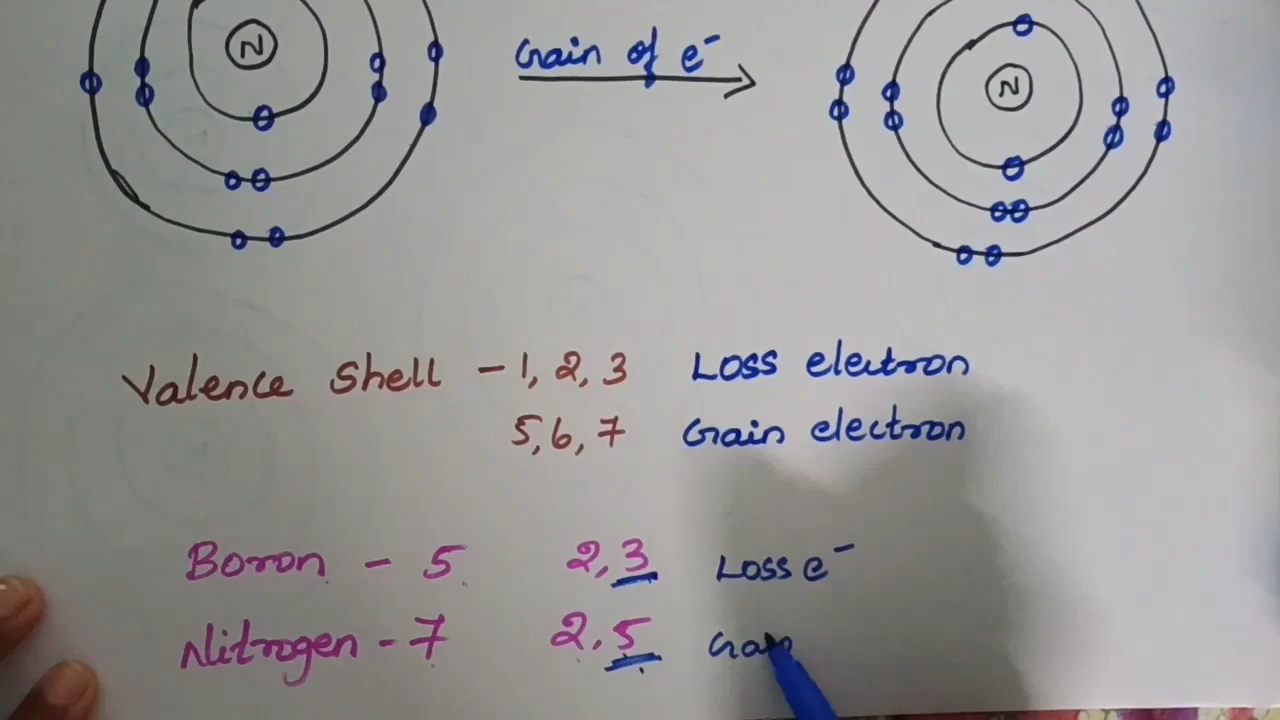 N Gain of e⁻ N
Valence Shell - 1, 2, 3 Loss electron
5, 6, 7 Gain electron
Boron - 5 2, 3 Loss e⁻
Nitrogen - 7 2, 5 Gain